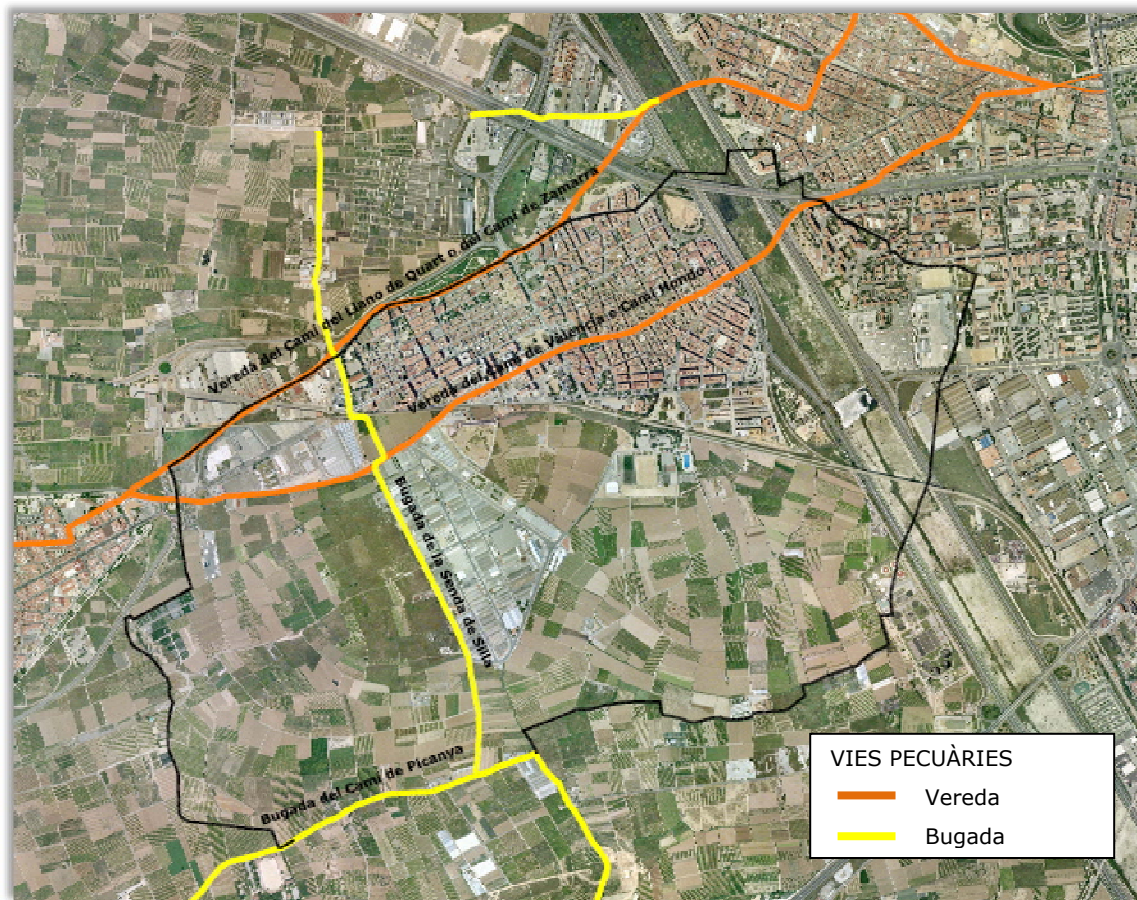 Vereda del Camí del Llano de Quart o del Camí de Zamarra
Vereda del Camí de Valencia o Camí Hondo
Bugada de la Senda de Silla
Bugada del Camí de Picanya
VIES PECUÀRIES
Vereda
Bugada